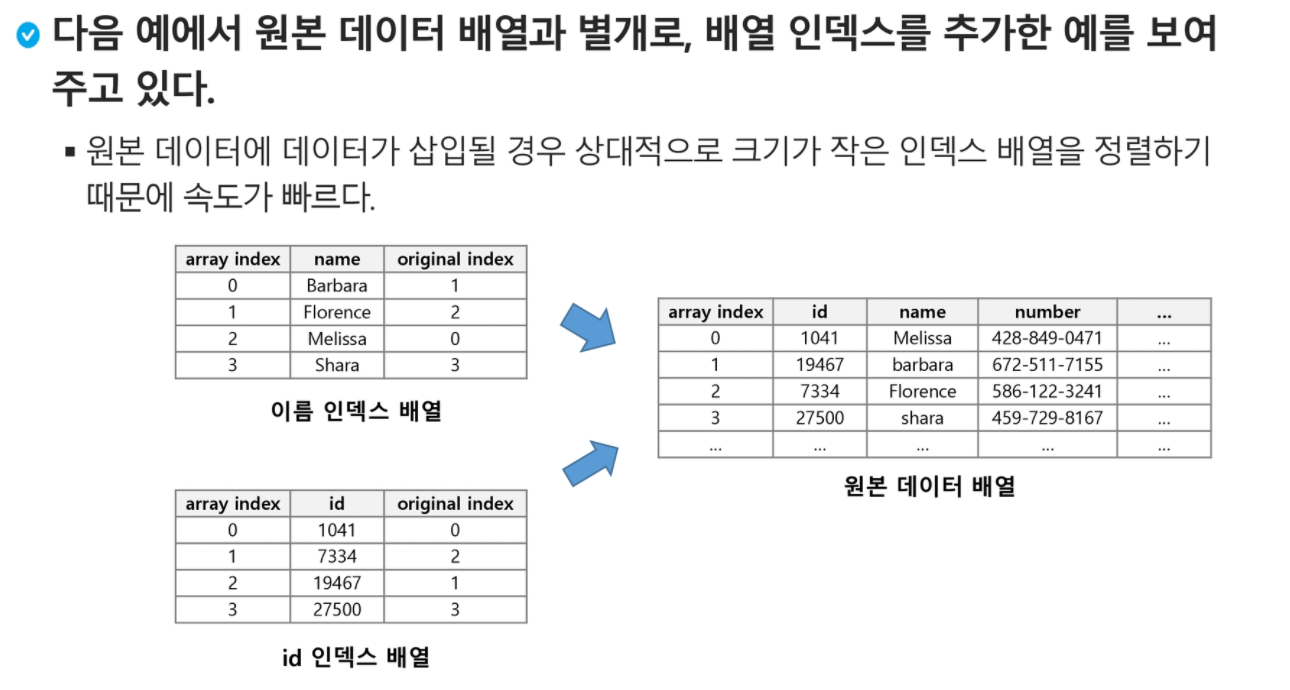 다음 예에서 원본 데이터 배열과 별개로, 배열 인덱스를 추가한 예를 보여
주고 있다.
▪ 원본 데이터에 데이터가 삽입될 경우 상대적으로 크기가 작은 인덱스 배열을 정렬하기
때문에 속도가 빠르다.
array index name original index
0 Barbara 1
1 Florence 2
2 Melissa 0
3 Shara 3
이름 인덱스 배열
array index id name number ...
0 1041 Melissa 428-849-0471 ...
1 19467 barbara 672-511-7155 ...
2 7334 Florence 586-122-3241 ...
3 27500 shara 459-729-8167 ...
... ... ... ... ...
원본 데이터 배열
array index id original index
0 1041 0
1 7334 2
2 19467 1
3 27500 3
id 인덱스 배열